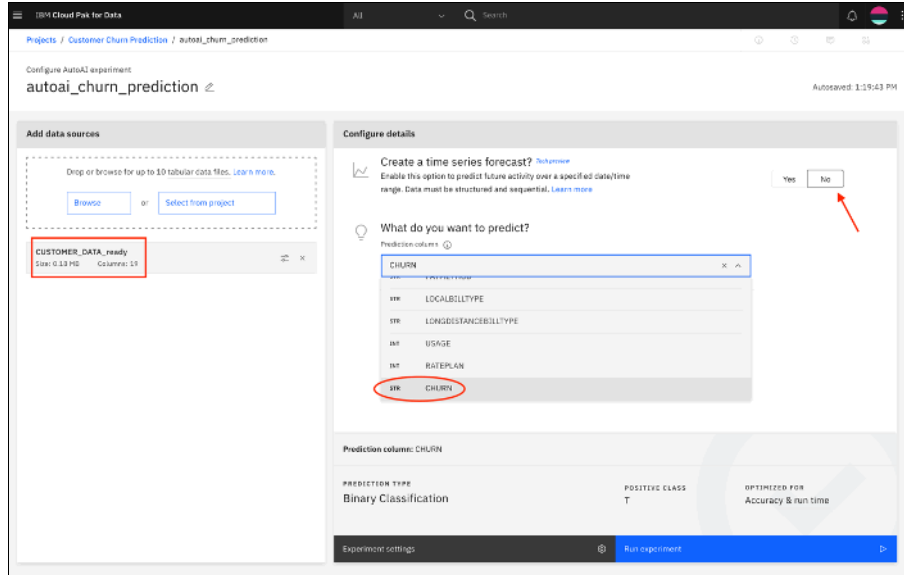 IBM Cloud Pak for Data
All
Search
Projects / Customer Churn Prediction / autoai_churn_prediction
Configure AutoAI experiment
autoai_churn_prediction
Autosaved: 1:19:43 PM
Add data sources
Drop or browse for up to 10 tabular data files. Learn more.
Browse or Select from project
CUSTOMER_DATA_ready
Size: 0.13 MB Columns: 19
Configure details
Create a time series forecast? Tech preview
Enable this option to predict future activity over a specified date/time
range. Data must be structured and sequential. Learn more
Yes No
What do you want to predict?
Prediction column
CHURN
STR LOCALBILLTYPE
STR LONGDISTANCEBILLTYPE
INT USAGE
INT RATEPLAN
STR CHURN
Prediction column: CHURN
PREDICTION TYPE
Binary Classification
POSITIVE CLASS
T
OPTIMIZED FOR
Accuracy & run time
Experiment settings
Run experiment